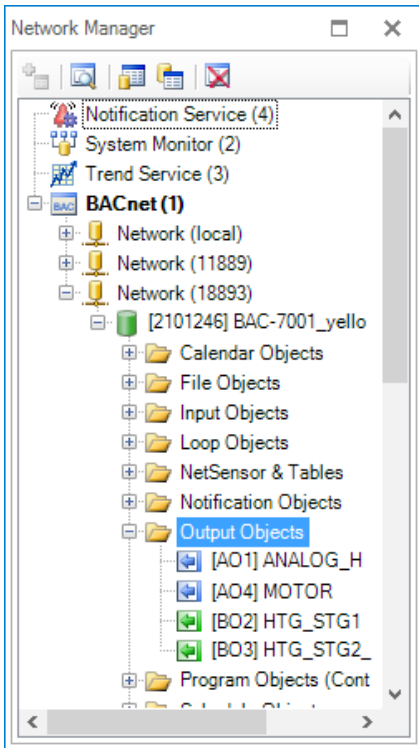 Network Manager
Notification Service (4)
System Monitor (2)
Trend Service (3)
BAC BACnet (1)
Network (local)
Network (11889)
Network (18893)
[2101246] BAC-7001_yello
Calendar Objects
File Objects
Input Objects
Loop Objects
NetSensor & Tables
Notification Objects
Output Objects
[AO1] ANALOG_H
[AO4] MOTOR
[BO2] HTG_STG1
[BO3] HTG_STG2_
Program Objects (Cont